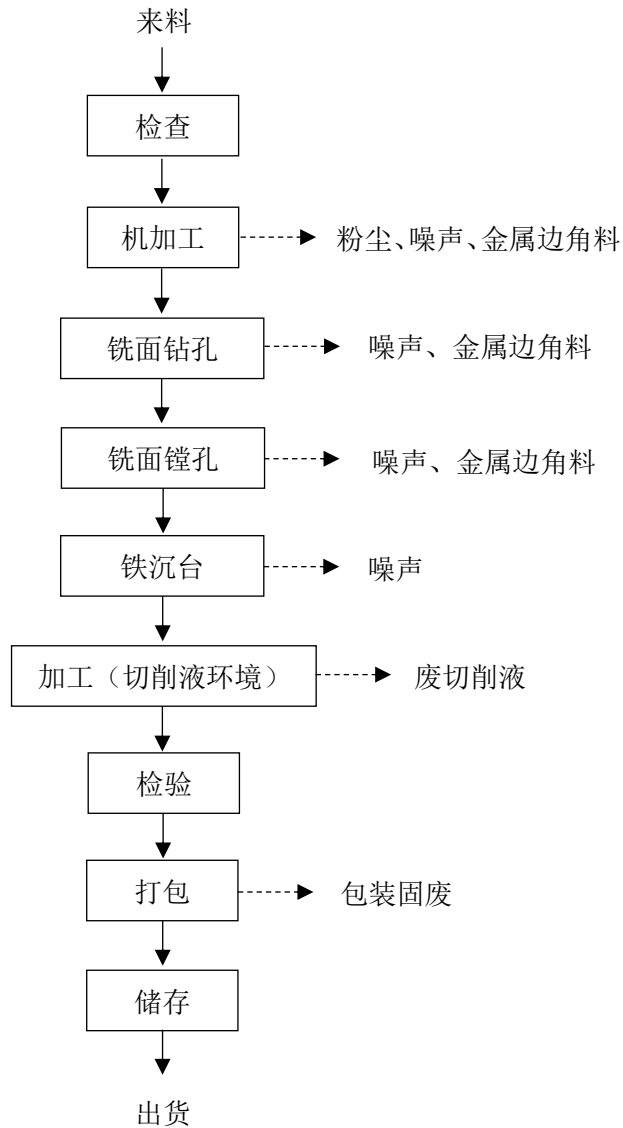 来料
检查
机加工
粉尘、噪声、金属边角料
铣面钻孔
噪声、金属边角料
铣面镗孔
噪声、金属边角料
铁沉台
噪声
加工（切削液环境）
废切削液
检验
打包
包装固废
储存
出货